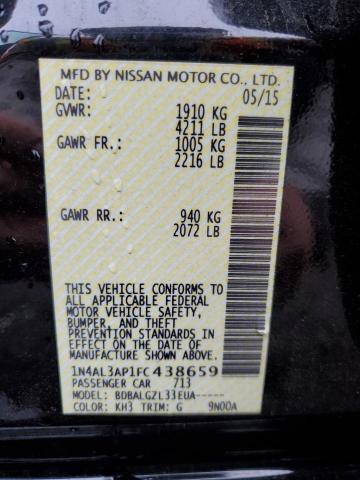 MFD BY NISSAN MOTOR CO., LTD.
DATE: 05/15
GVWR: 1910 KG
4211 LB
GAWR FR.: 1005 KG
2216 LB
GAWR RR.: 940 KG
2072 LB
THIS VEHICLE CONFORMS TO
ALL APPLICABLE FEDERAL
MOTOR VEHICLE SAFETY,
BUMPER, AND THEFT
PREVENTION STANDARDS
IN EFFECT ON THE DATE
OF MANUFACTURE
SHOWN ABOVE.
1N4AL3AP1FC438659
PASSENGER CAR 713
MODEL: BDBALGZL33EUA-----
COLOR: KH3 TRIM: G 9N00A